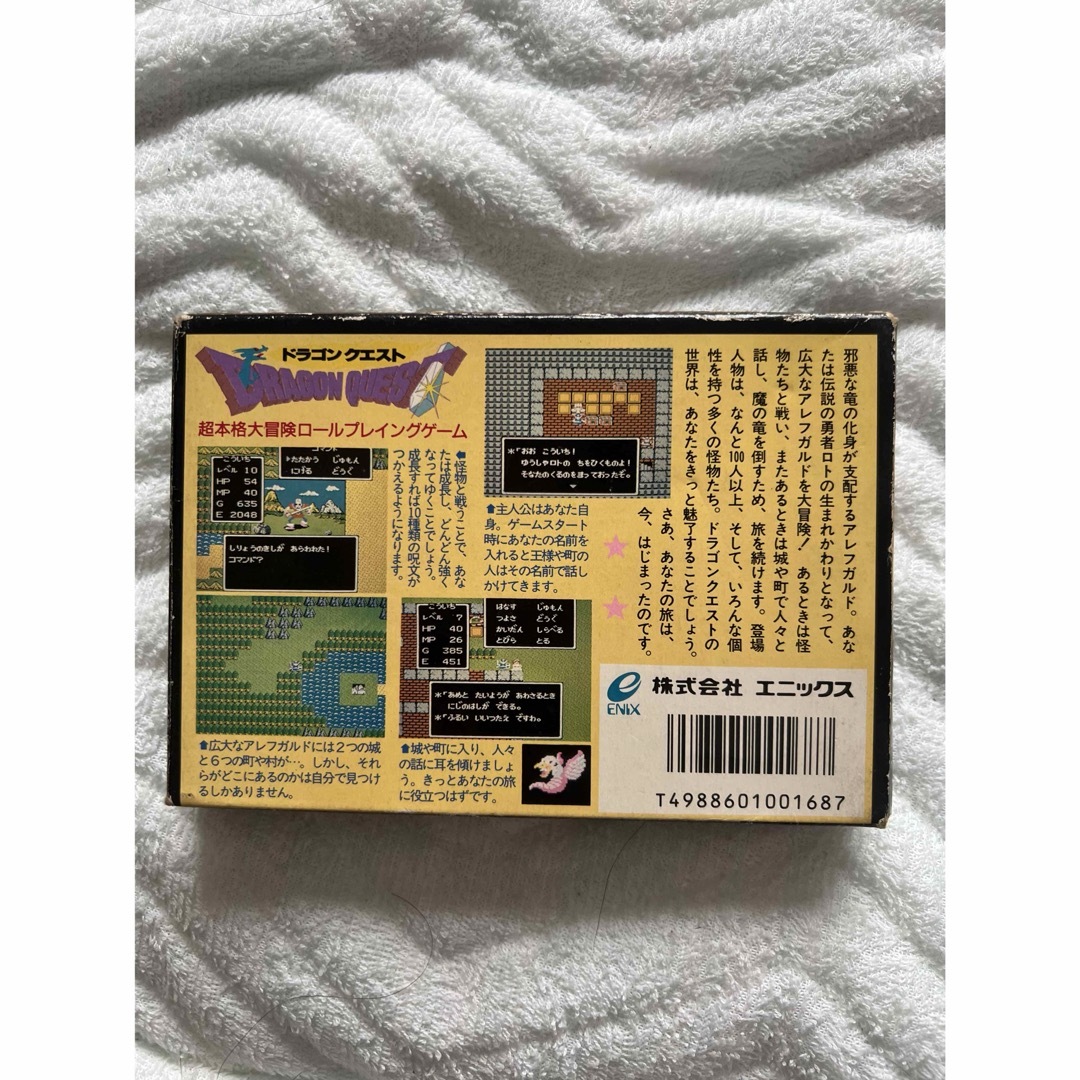 ドラゴン クエスト
DRAGON QUEST
超本格大冒険ロールプレイングゲーム
こういち
レベル 10
HP 54
MP 40
G 635
E 2048
コマンド
たたかう じゅもん
にげる どうぐ
しりょうのきしが あらわれた!
コマンド?
⬆怪物と戦うことで、あな
たは成長し、どんどん強く
なってゆくことでしょう。
成長すれば10種類の呪文が
つかえるようになります。
*「おお こういち!
ゆうしゃロトの ちをひくものよ!
そなたのくるのをまっておったぞ。
⬆主人公はあなた自
身。ゲームスタート
時にあなたの名前を
入れると王様や町の
人はその名前で話し
かけてきます。
邪悪な竜の化身が支配するアレフガルド。あな
たは伝説の勇者ロトの生まれかわりとなって、
広大なアレフガルドを大冒険! あるときは怪
物たちと戦い、またあるときは城や町で人々と
話し、魔の竜を倒すため、旅を続けます。登場
人物は、なんと100人以上、そして、いろんな個
性を持つ多くの怪物たち。ドラゴンクエストの
世界は、あなたをきっと魅了することでしょう。
さあ、あなたの旅は、
今、はじまったのです。
⬆広大なアレフガルドには2つの城
と6つの町や村が…。しかし、それ
らがどこにあるのかは自分で見つけ
るしかありません。
こういち
レベル 7
HP 40
MP 26
G 385
E 451
はなす じゅもん
つよさ どうぐ
かいだん しらべる
とびら とる
*「あめと たいようが あわさるとき
にじのはしが できる。
*「ふるい いいつたえ ですわ。
⬆城や町に入り、人々
の話に耳を傾けましょ
う。きっとあなたの旅
に役立つはずです。
ENIX
株式会社 エニックス
T4988601001687